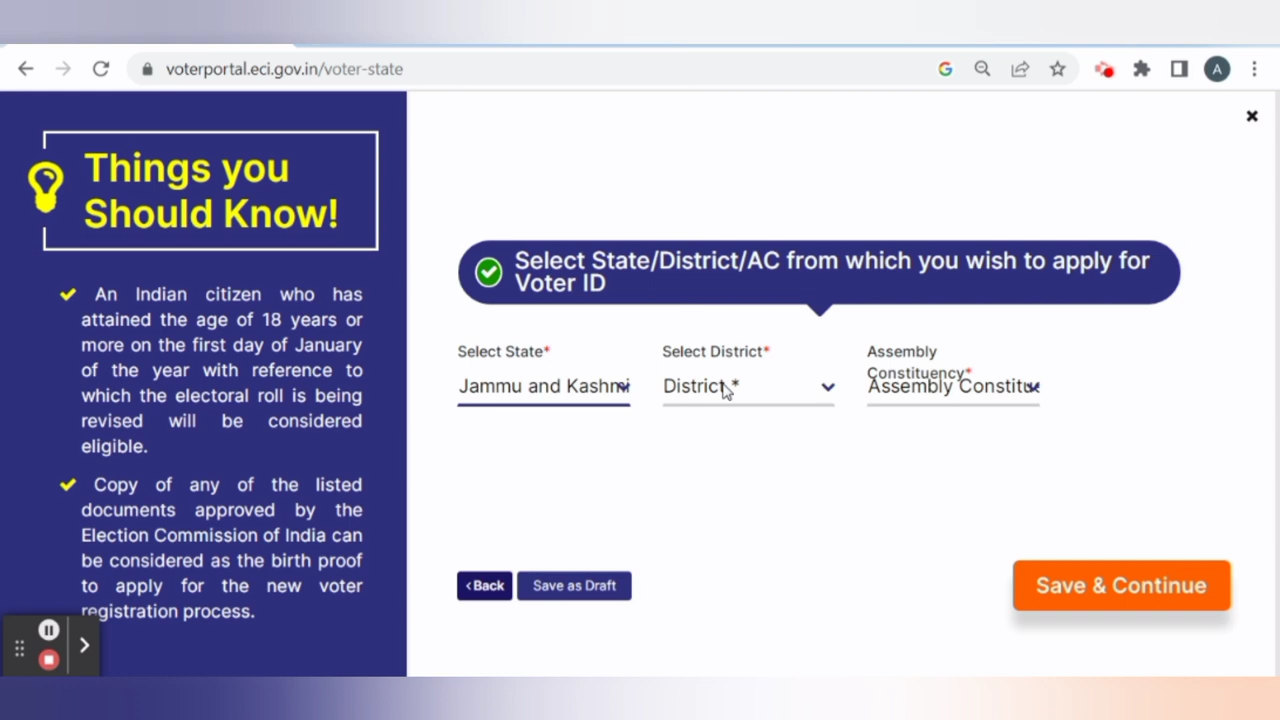 voterportal.eci.gov.in/voter-state
A
Things you
Should Know!
An Indian citizen who has
attained the age of 18 years or
more on the first day of January
of the year with reference to
which the electoral roll is being
revised will be considered
eligible.
Copy of any of the listed
documents approved by the
Election Commission of India can
be considered as the birth proof
to apply for the new voter
registration process.
Select State/District/AC from which you wish to apply for
Voter ID
Select State*
Jammu and Kashmi
Select District*
District *
Assembly
Constituency*
Assembly Constitue
‹Back
Save as Draft
Save & Continue